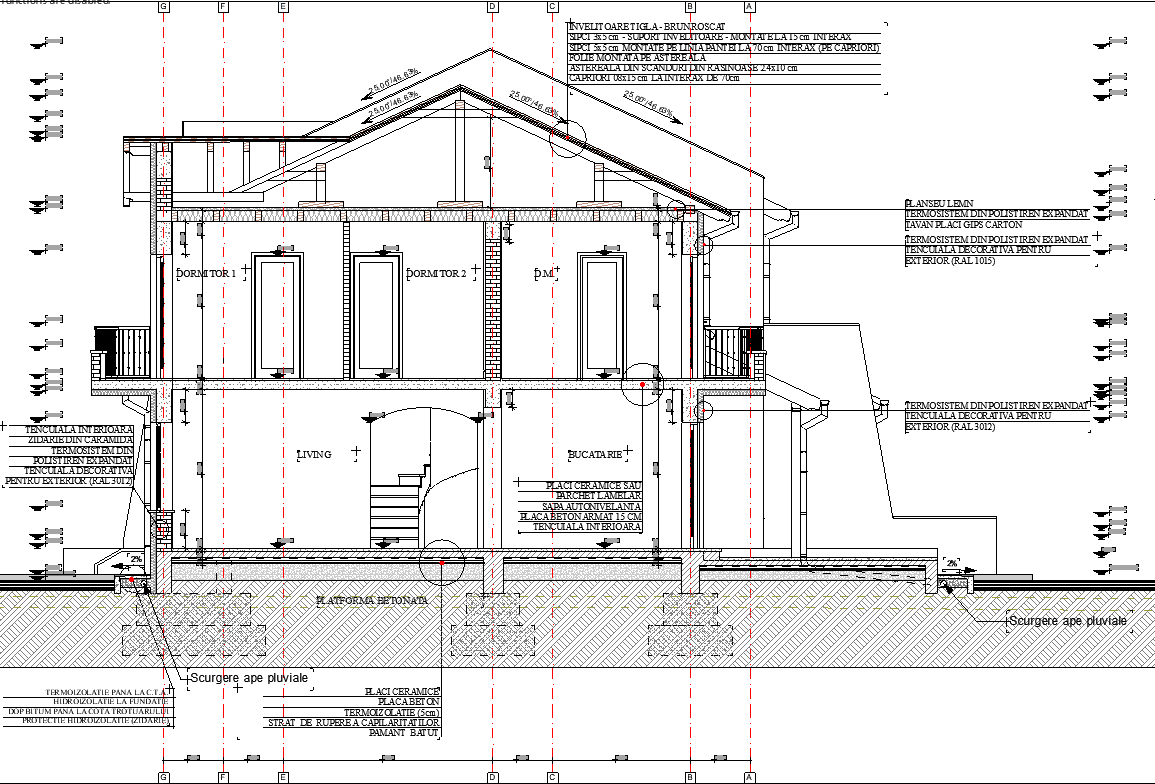 functions are disabled.
G F E D C B A
INVELITOARE TIGLA - BRUN ROSCAT
SIPCI 3x5 cm - SUPORT INVELITOARE - MONTATE LA 15 cm INTERAX
SIPCI 5x5 cm MONTATE PE LINIA PANTEI LA 70 cm INTERAX (PE CAPRIORI)
FOLIE MONTATA PE ASTEREALA
ASTEREALA DIN SCANDURI DIN RASINOASE 2.4x10 cm
CAPRIORI 08x15 cm LA INTERAX DE 70cm
25.00°/46.63%
25.00°/46.63%
25.00°/46.63%
25.00°/46.63%
PLANSEU LEMN
TERMOSISTEM DIN POLISTIREN EXPANDAT
TAVAN PLACI GIPS CARTON
TERMOSISTEM DIN POLISTIREN EXPANDAT
TENCUIALA DECORATIVA PENTRU
EXTERIOR (RAL 1015)
DORMITOR 1
DORMITOR 2
D.M.
TERMOSISTEM DIN POLISTIREN EXPANDAT
TENCUIALA DECORATIVA PENTRU
EXTERIOR (RAL 3012)
TENCUIALA INTERIOARA
ZIDARIE DIN CARAMIDA
TERMOSISTEM DIN
POLISTIREN EXPANDAT
TENCUIALA DECORATIVA
PENTRU EXTERIOR (RAL 3012)
LIVING
BUCATARIE
PLACI CERAMICE SAU
PARCHET LAMELAR
SAPA AUTONIVELANTA
PLACA BETON ARMAT 15 CM
TENCUIALA INTERIOARA
2%
2%
PLATFORMA BETONATA
Scurgere ape pluviale
Scurgere ape pluviale
TERMOIZOLATIE PANA LA C.T.A.
HIDROIZOLATIE LA FUNDATIE
DOP BITUM PANA LA COTA TROTUARULUI
PROTECTIE HIDROIZOLATIE (ZIDARIE)
PLACI CERAMICE
PLACA BETON
TERMOIZOLATIE (5cm)
STRAT DE RUPERE A CAPILARITATILOR
PAMANT BATUT
G F E D C B A